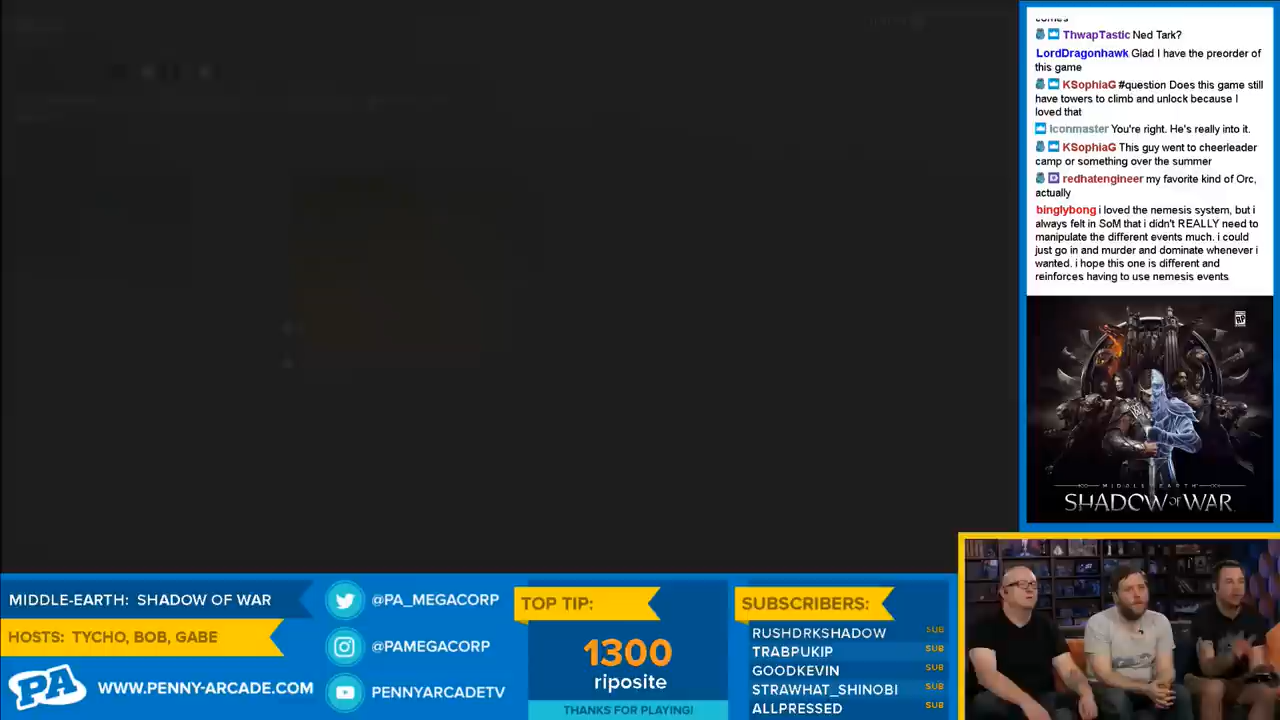 comes
ThwapTastic Ned Tark?
LordDragonhawk Glad I have the preorder of
this game
KSophiaG #question Does this game still
have towers to climb and unlock because I
loved that
Iconmaster You're right. He's really into it.
KSophiaG This guy went to cheerleader
camp or something over the summer
redhatengineer my favorite kind of Orc,
actually
binglybong i loved the nemesis system, but i
always felt in SoM that i didn't REALLY need to
manipulate the different events much. i could
just go in and murder and dominate whenever i
wanted. i hope this one is different and
reinforces having to use nemesis events
MIDDLE-EARTH
SHADOW OF WAR
MIDDLE-EARTH: SHADOW OF WAR
HOSTS: TYCHO, BOB, GABE
PA
WWW.PENNY-ARCADE.COM
@PA_MEGACORP
@PAMEGACORP
PENNYARCADETV
TOP TIP:
1300
riposite
THANKS FOR PLAYING!
SUBSCRIBERS:
RUSHDRKSHADOW SUB
TRABPUKIP SUB
GOODKEVIN SUB
STRAWHAT_SHINOBI SUB
ALLPRESSED SUB